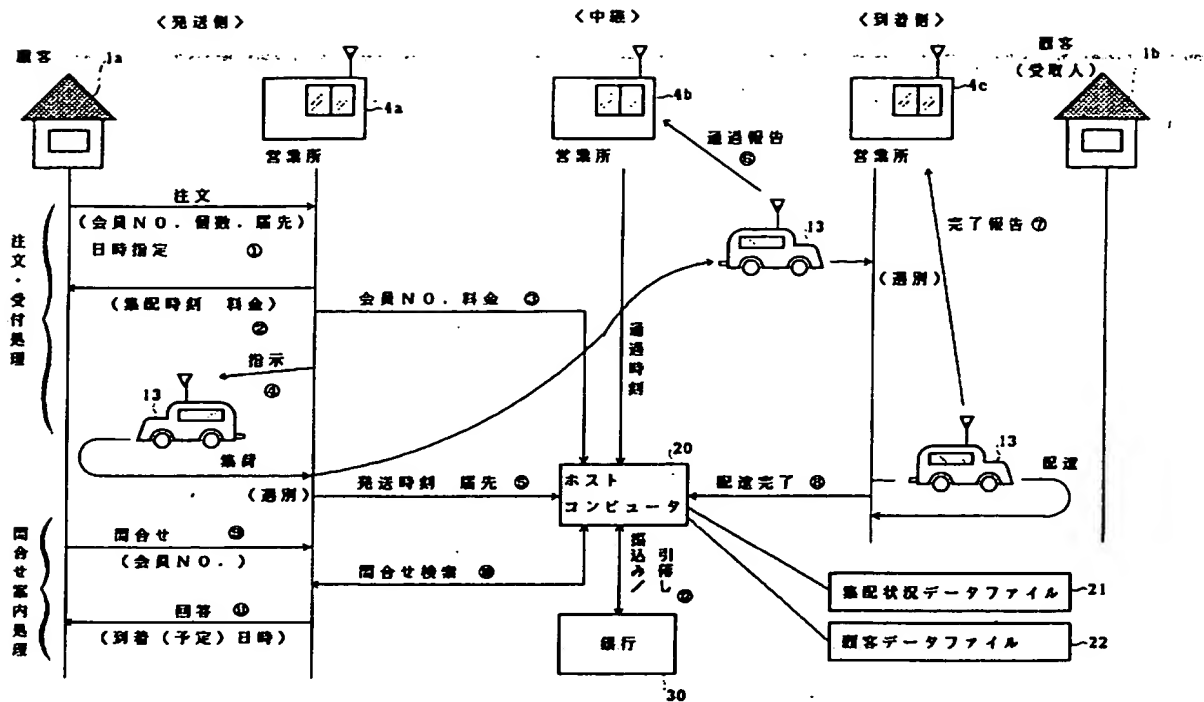 〈発送側〉
〈中継〉
〈到着側〉
顧客
1a
4a
営業所
4b
営業所
4c
営業所
顧客
(受取人)
1b
注文・受付処理
注文
(会員NO.個数.届先)
日時指定 ①
(集配時刻 料金)
②
会員NO.料金 ③
指示
④
13
集荷
(選別)
発送時刻 届先 ⑤
通過報告
⑥
13
通過時刻
完了報告⑦
(選別)
13
配達
配達完了 ⑧
20
ホスト
コンピュータ
問合せ案内処理
問合せ ⑨
(会員NO.)
問合せ検索 ⑩
回答 ⑪
(到着(予定)日時)
振込み/
引落し
⑫
銀行
30
集配状況データファイル
21
顧客データファイル
22